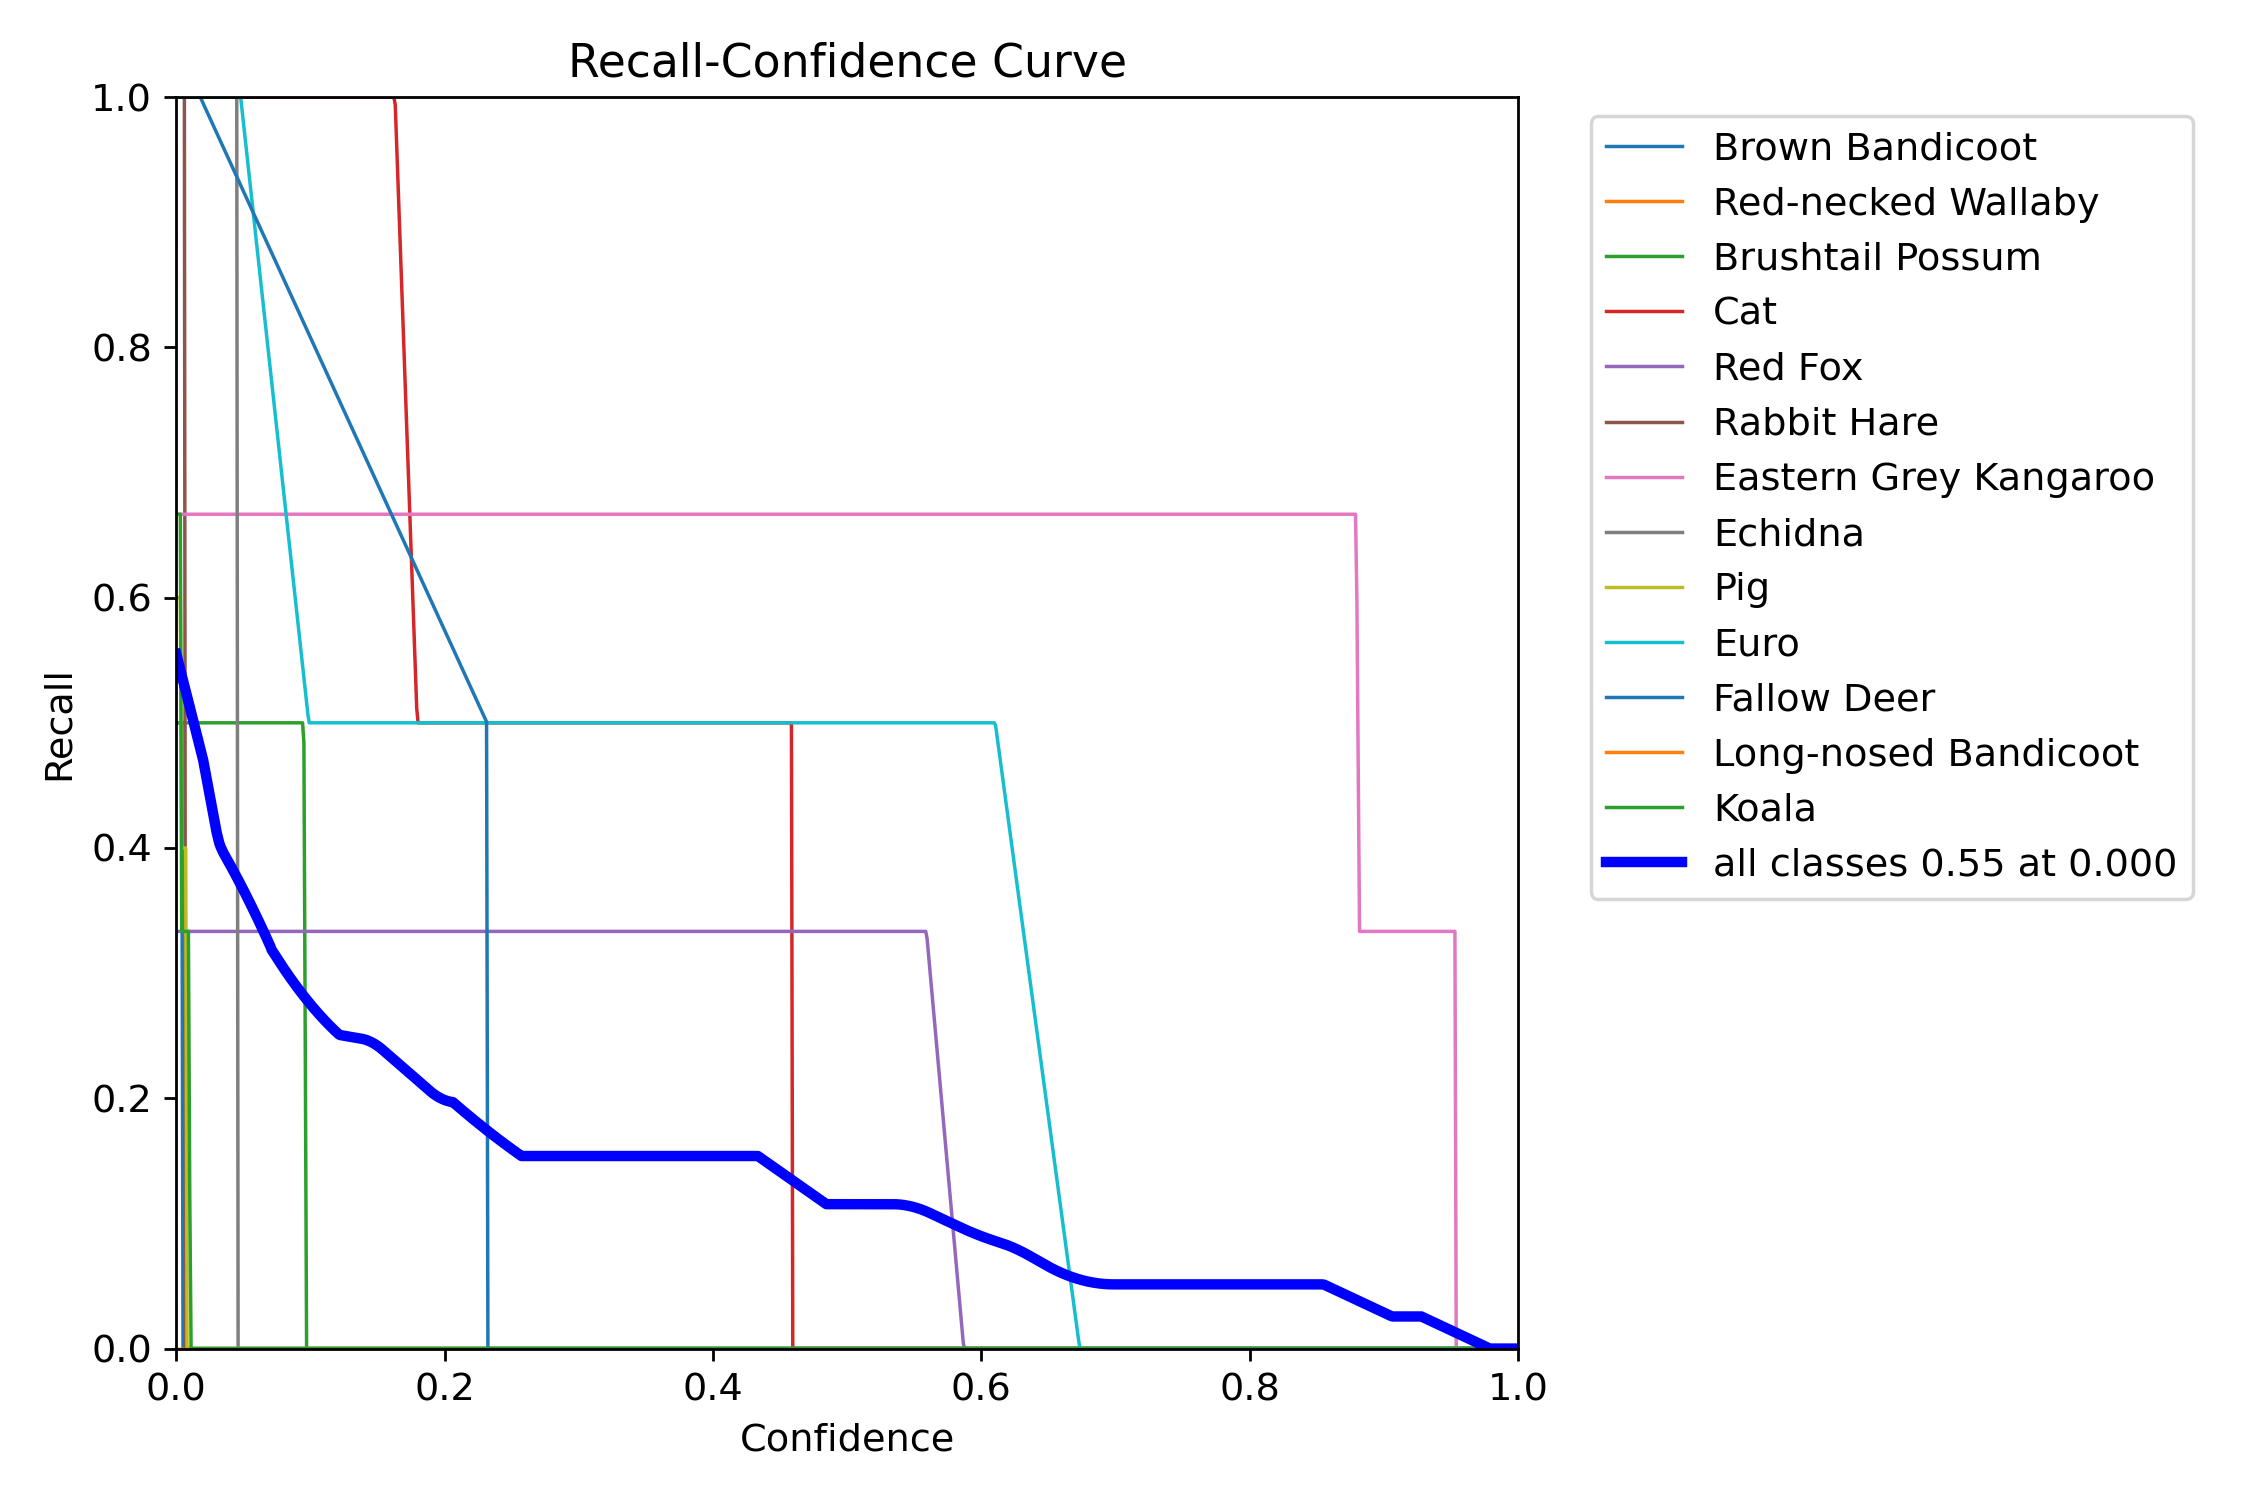 Recall-Confidence Curve
1.0
0.8
0.6
0.4
0.2
0.0
Recall
0.0 0.2 0.4 0.6 0.8 1.0
Confidence
Brown Bandicoot
Red-necked Wallaby
Brushtail Possum
Cat
Red Fox
Rabbit Hare
Eastern Grey Kangaroo
Echidna
Pig
Euro
Fallow Deer
Long-nosed Bandicoot
Koala
all classes 0.55 at 0.000